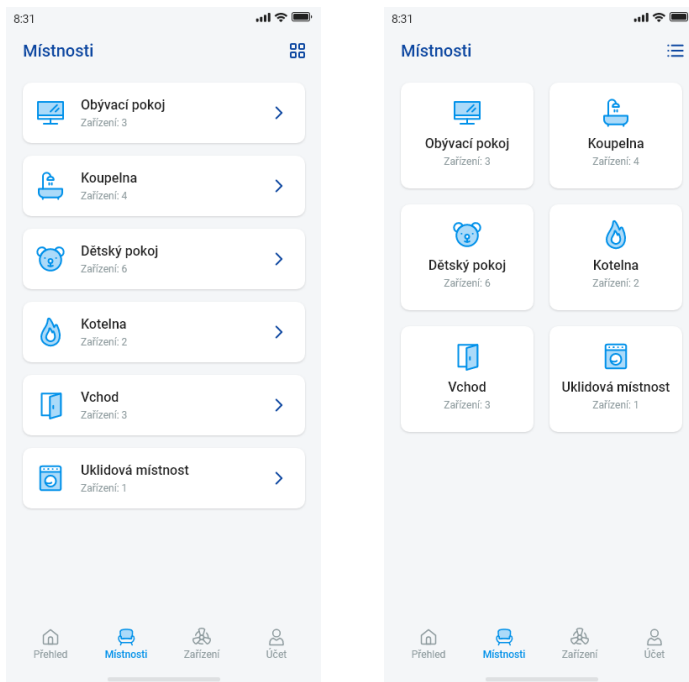 8:31
Místnosti
Obývací pokoj
Zařízení: 3
Koupelna
Zařízení: 4
Dětský pokoj
Zařízení: 6
Kotelna
Zařízení: 2
Vchod
Zařízení: 3
Uklidová místnost
Zařízení: 1
Přehled
Místnosti
Zařízení
Účet
8:31
Místnosti
Obývací pokoj
Zařízení: 3
Koupelna
Zařízení: 4
Dětský pokoj
Zařízení: 6
Kotelna
Zařízení: 2
Vchod
Zařízení: 3
Uklidová místnost
Zařízení: 1
Přehled
Místnosti
Zařízení
Účet